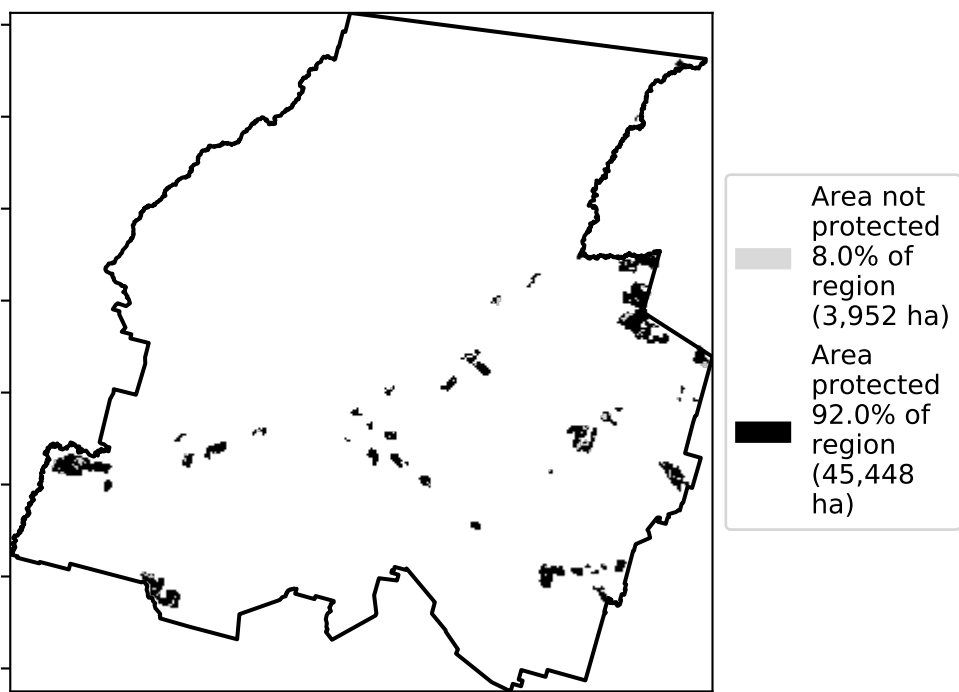 Area not
protected
8.0% of
region
(3,952 ha)
Area
protected
92.0% of
region
(45,448
ha)